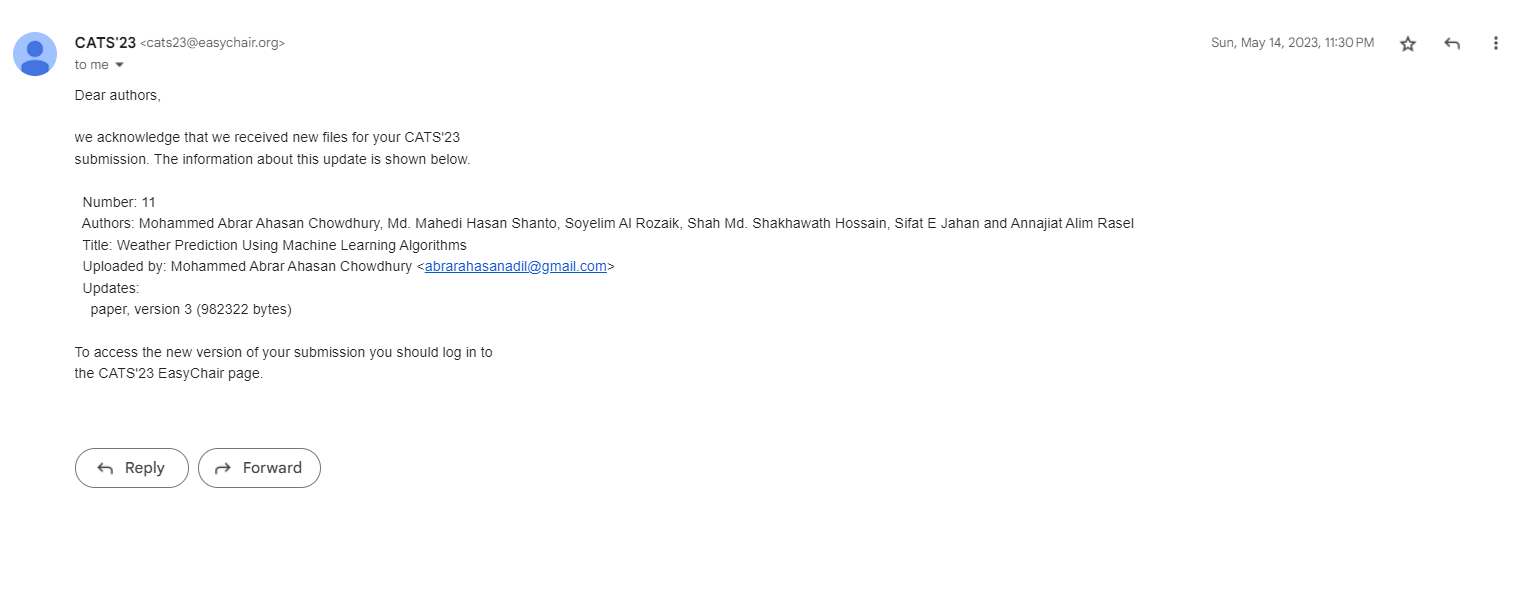 CATS'23 <cats23@easychair.org>
Sun, May 14, 2023, 11:30 PM
to me
Dear authors,
we acknowledge that we received new files for your CATS'23
submission. The information about this update is shown below.
Number: 11
Authors: Mohammed Abrar Ahasan Chowdhury, Md. Mahedi Hasan Shanto, Soyelim Al Rozaik, Shah Md. Shakhawath Hossain, Sifat E Jahan and Annajiat Alim Rasel
Title: Weather Prediction Using Machine Learning Algorithms
Uploaded by: Mohammed Abrar Ahasan Chowdhury <abrarahasanadil@gmail.com>
Updates:
paper, version 3 (982322 bytes)
To access the new version of your submission you should log in to
the CATS'23 EasyChair page.
Reply
Forward